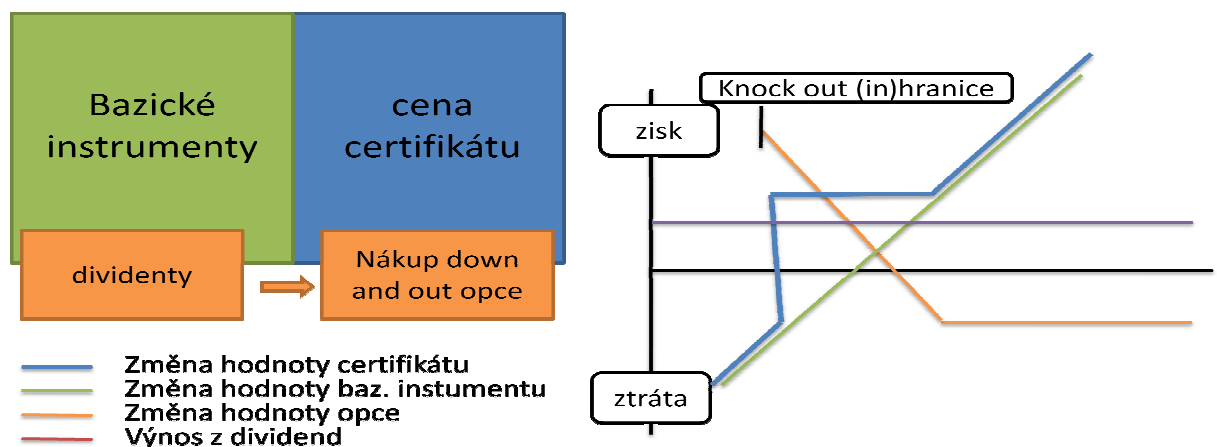 Bazické
instrumenty
cena
certifikátu
dividenty
Nákup down
and out opce
Změna hodnoty certifikátu
Změna hodnoty baz. instumentu
Změna hodnoty opce
Výnos z dividend
Knock out (in)hranice
zisk
ztráta